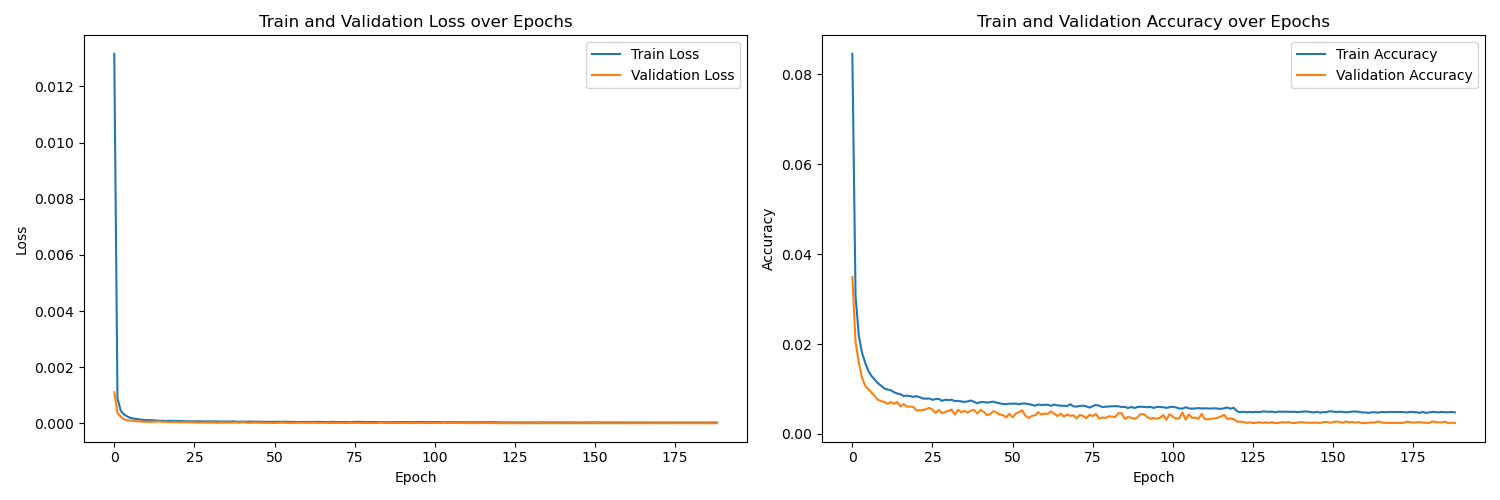 Train and Validation Loss over Epochs
Train Loss
Validation Loss
0.012
0.010
0.008
0.006
0.004
0.002
0.000
Loss
0 25 50 75 100 125 150 175
Epoch
Train and Validation Accuracy over Epochs
Train Accuracy
Validation Accuracy
0.08
0.06
0.04
0.02
0.00
Accuracy
0 25 50 75 100 125 150 175
Epoch